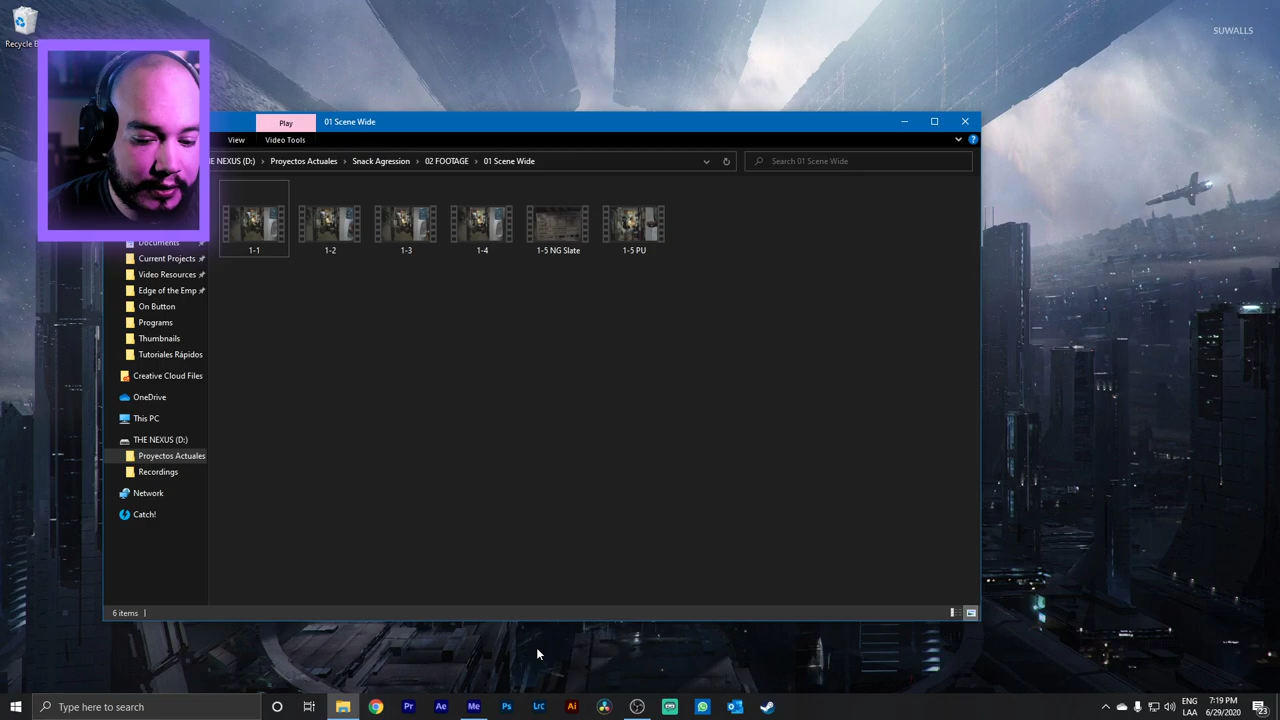 Recycle B
SUWALLS
Play
01 Scene Wide
View
Video Tools
?
E NEXUS (D:)
Proyectos Actuales
Snack Agression
02 FOOTAGE
01 Scene Wide
Search 01 Scene Wide
1-1
1-2
1-3
1-4
1-5 NG Slate
1-5 PU
Documents
Current Projects
Video Resources
Edge of the Emp
On Button
Programs
Thumbnails
Tutoriales Rápidos
Creative Cloud Files
OneDrive
This PC
THE NEXUS (D:)
Proyectos Actuales
Recordings
Network
Catch!
6 items
Type here to search
Pr
Ae
Me
Ps
Lrc
Ai
ENG
LAA
7:19 PM
6/29/2020
23